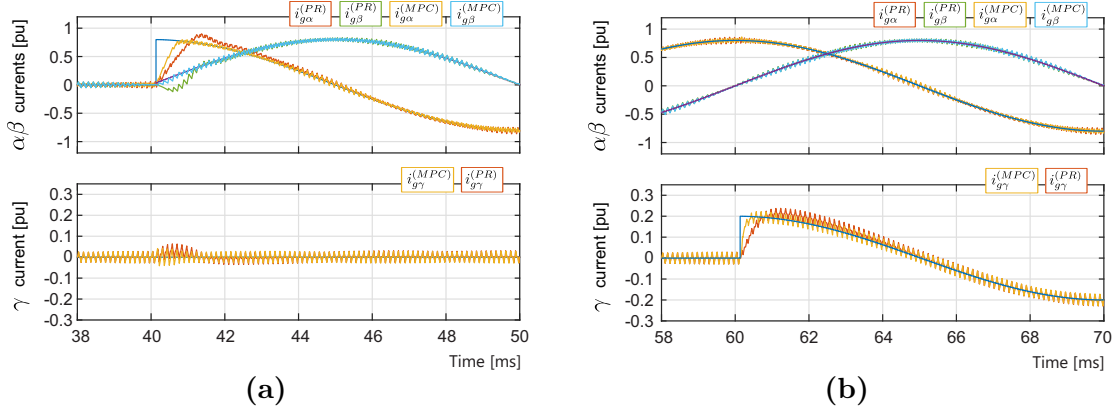 i_{gα}^{(PR)} i_{gβ}^{(PR)} i_{gα}^{(MPC)} i_{gβ}^{(MPC)}
αβ currents [pu]
1
0.5
0
-0.5
-1
i_{gγ}^{(MPC)} i_{gγ}^{(PR)}
γ current [pu]
0.3
0.2
0.1
0
-0.1
-0.2
-0.3
38 40 42 44 46 48 50
Time [ms]
(a)
i_{gα}^{(PR)} i_{gβ}^{(PR)} i_{gα}^{(MPC)} i_{gβ}^{(MPC)}
αβ currents [pu]
1
0.5
0
-0.5
-1
i_{gγ}^{(MPC)} i_{gγ}^{(PR)}
γ current [pu]
0.3
0.2
0.1
0
-0.1
-0.2
-0.3
58 60 62 64 66 68 70
Time [ms]
(b)